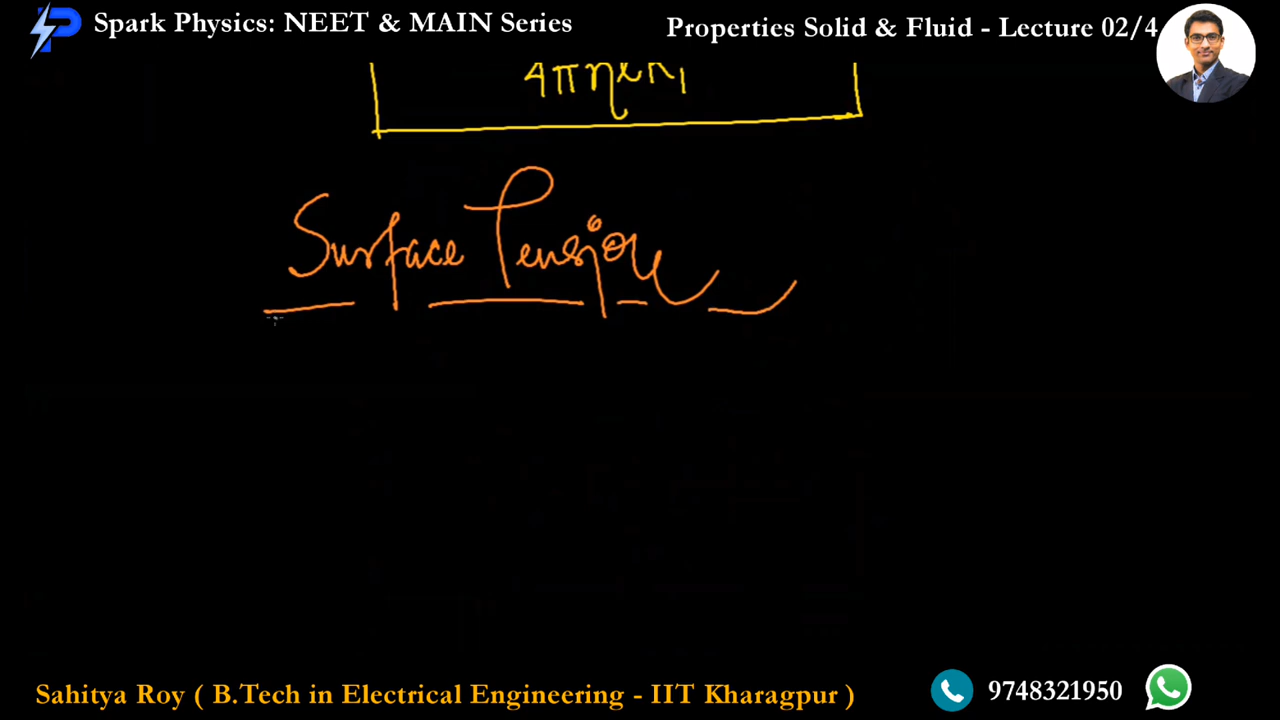 Spark Physics: NEET & MAIN Series
Properties Solid & Fluid - Lecture 02/4
Surface Tension
Sahitya Roy ( B.Tech in Electrical Engineering - IIT Kharagpur )
9748321950